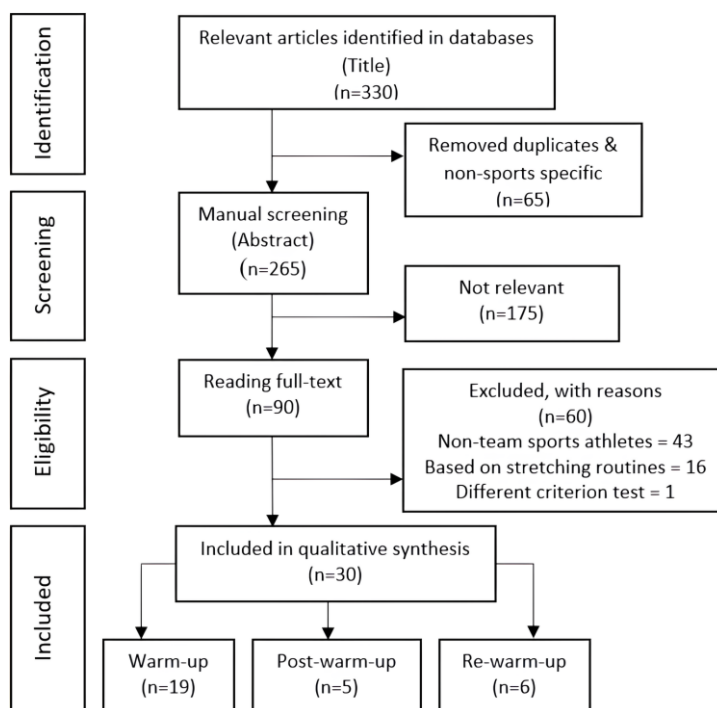 Identification
Relevant articles identified in databases
(Title)
(n=330)
Removed duplicates &
non-sports specific
(n=65)
Screening
Manual screening
(Abstract)
(n=265)
Not relevant
(n=175)
Eligibility
Reading full-text
(n=90)
Excluded, with reasons
(n=60)
Non-team sports athletes = 43
Based on stretching routines = 16
Different criterion test = 1
Included
Included in qualitative synthesis
(n=30)
Warm-up
(n=19)
Post-warm-up
(n=5)
Re-warm-up
(n=6)